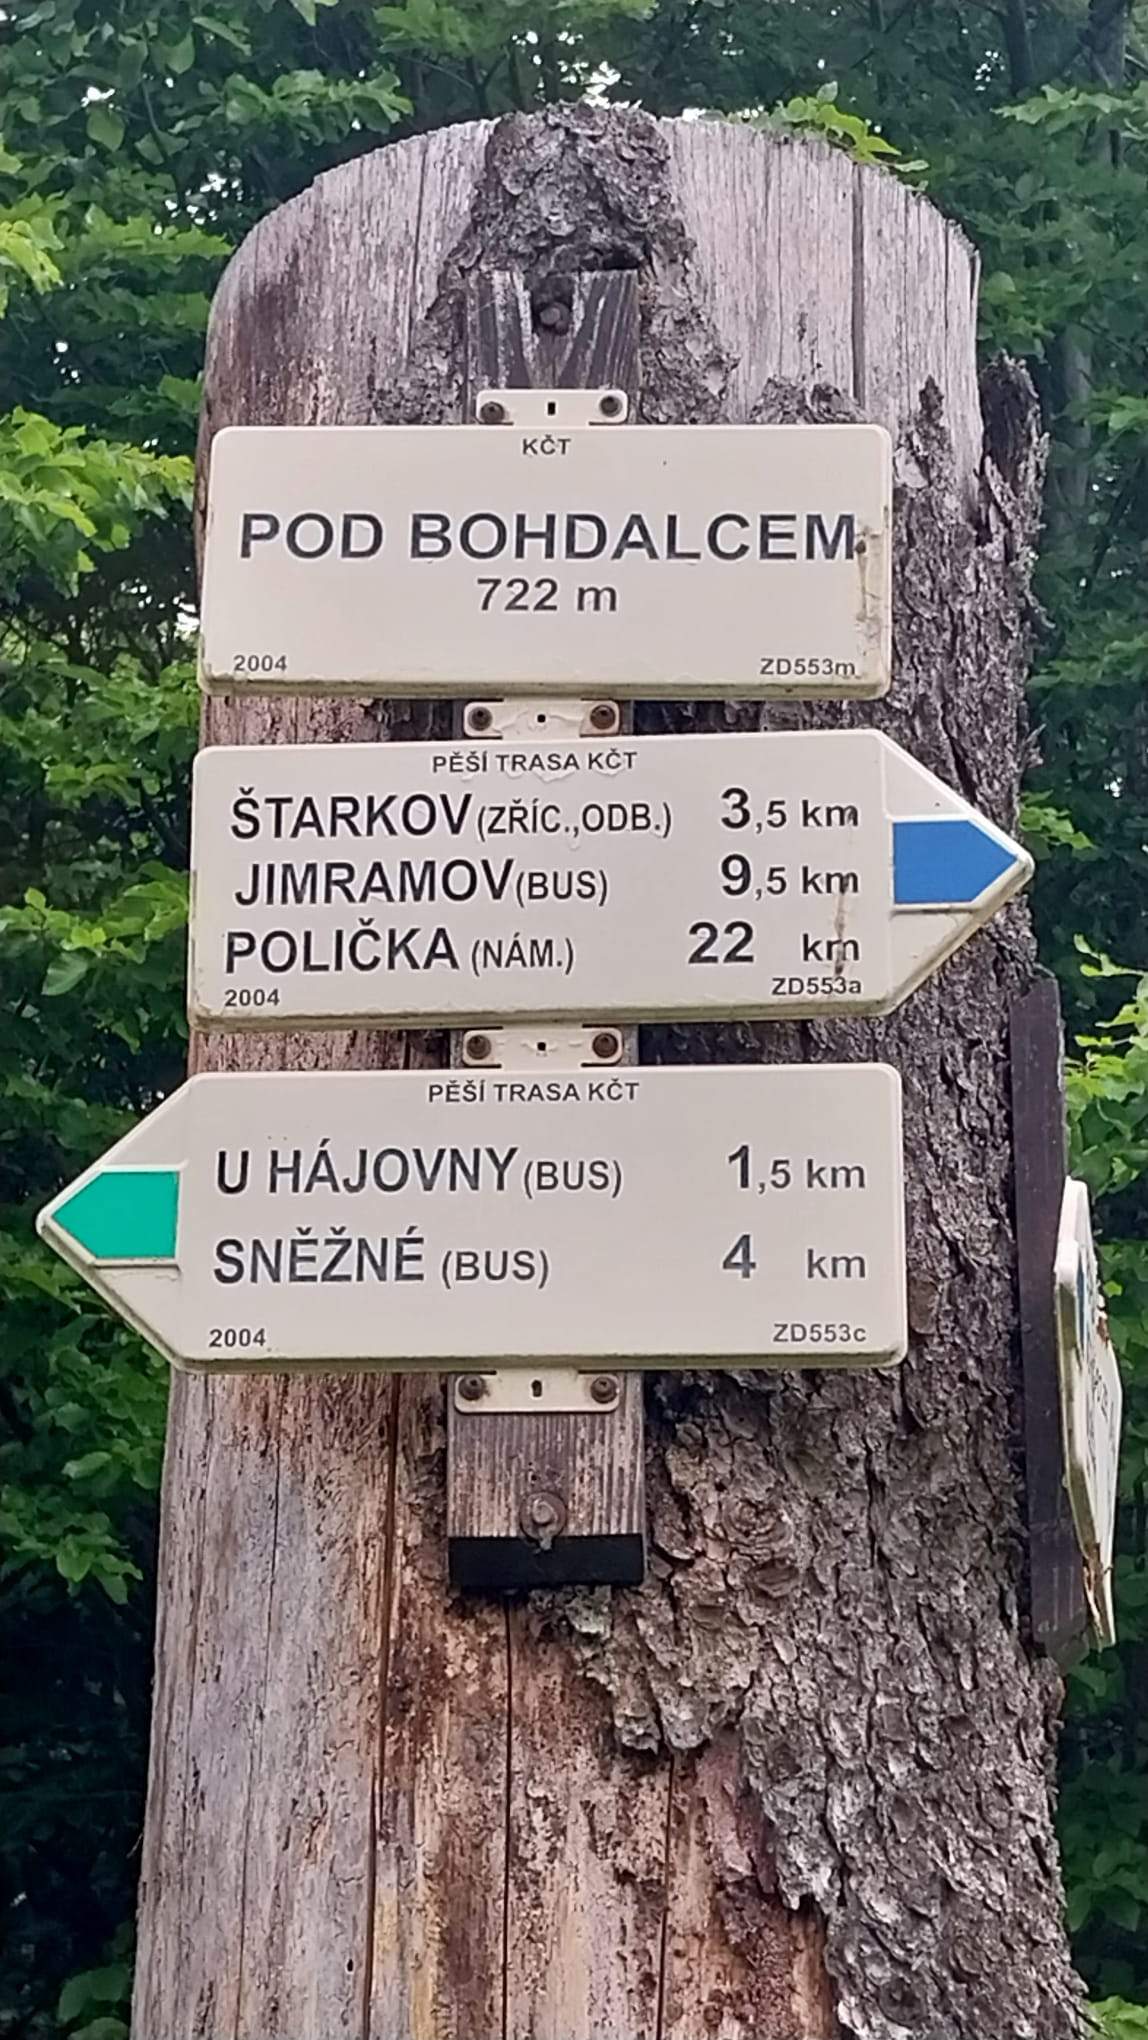 KČT
POD BOHDALCEM
722 m
2004 ZD553m
PĚŠÍ TRASA KČT
ŠTARKOV (ZŘÍC.,ODB.) 3,5 km
JIMRAMOV (BUS) 9,5 km
POLIČKA (NÁM.) 22 km
2004 ZD553a
PĚŠÍ TRASA KČT
U HÁJOVNY (BUS) 1,5 km
SNĚŽNÉ (BUS) 4 km
2004 ZD553c